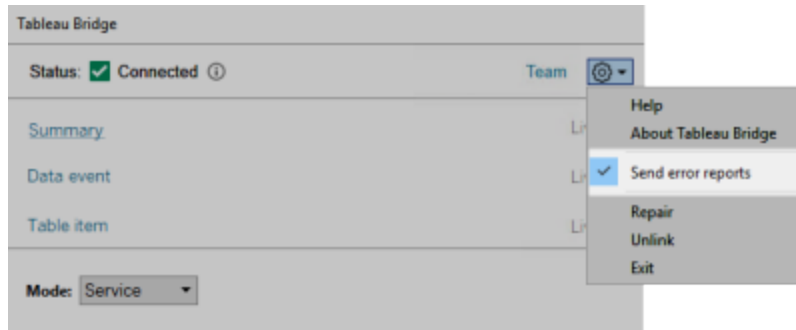 Tableau Bridge
Status: Connected
Team
Help
About Tableau Bridge
Summary
Send error reports
Data event
Repair
Table item
Unlink
Exit
Mode: Service